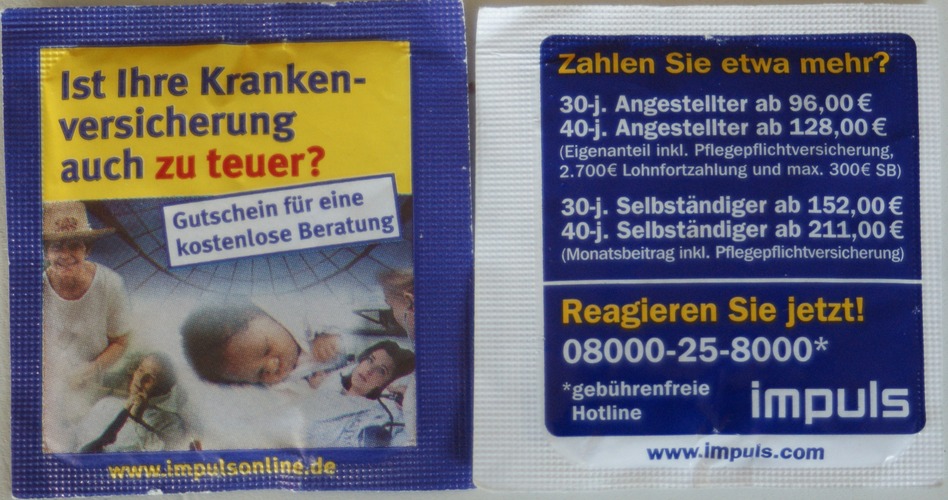 Ist Ihre Kranken-
versicherung
auch zu teuer?
Gutschein für eine
kostenlose Beratung
www.impulsonline.de
Zahlen Sie etwa mehr?
30-j. Angestellter ab 96,00 €
40-j. Angestellter ab 128,00 €
(Eigenanteil inkl. Pflegepflichtversicherung,
2.700€ Lohnfortzahlung und max. 300€ SB)
30-j. Selbständiger ab 152,00 €
40-j. Selbständiger ab 211,00 €
(Monatsbeitrag inkl. Pflegepflichtversicherung)
Reagieren Sie jetzt!
08000-25-8000*
*gebührenfreie
Hotline
impuls
www.impuls.com